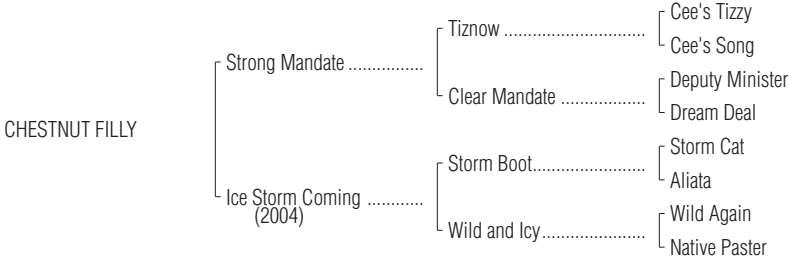 Cee's Tizzy
Tiznow ..............................
Cee's Song
Strong Mandate ................
Deputy Minister
Clear Mandate ..................
Dream Deal
CHESTNUT FILLY
Storm Cat
Storm Boot........................
Aliata
Ice Storm Coming ............
(2004)
Wild Again
Wild and Icy......................
Native Paster